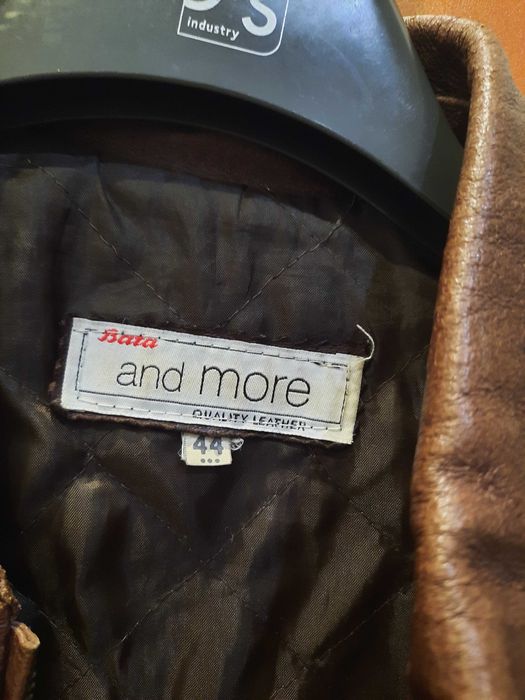 industry
Bata
and more
QUALITY LEATHER
44